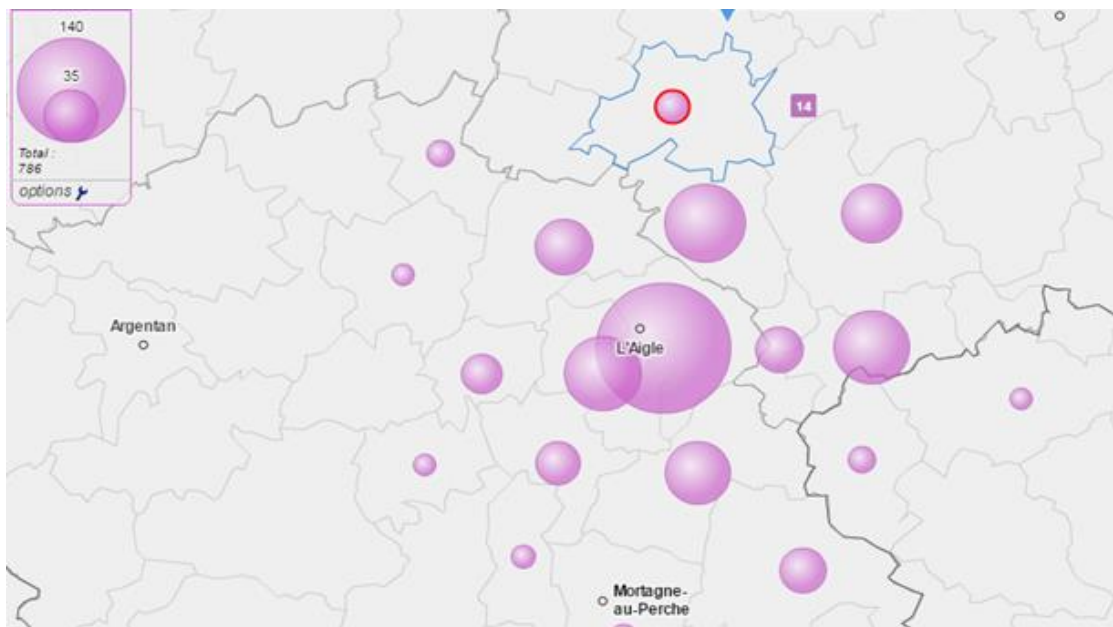 140
35
Total :
786
options
14
Argentan
L'Aigle
Mortagne-
au-Perche